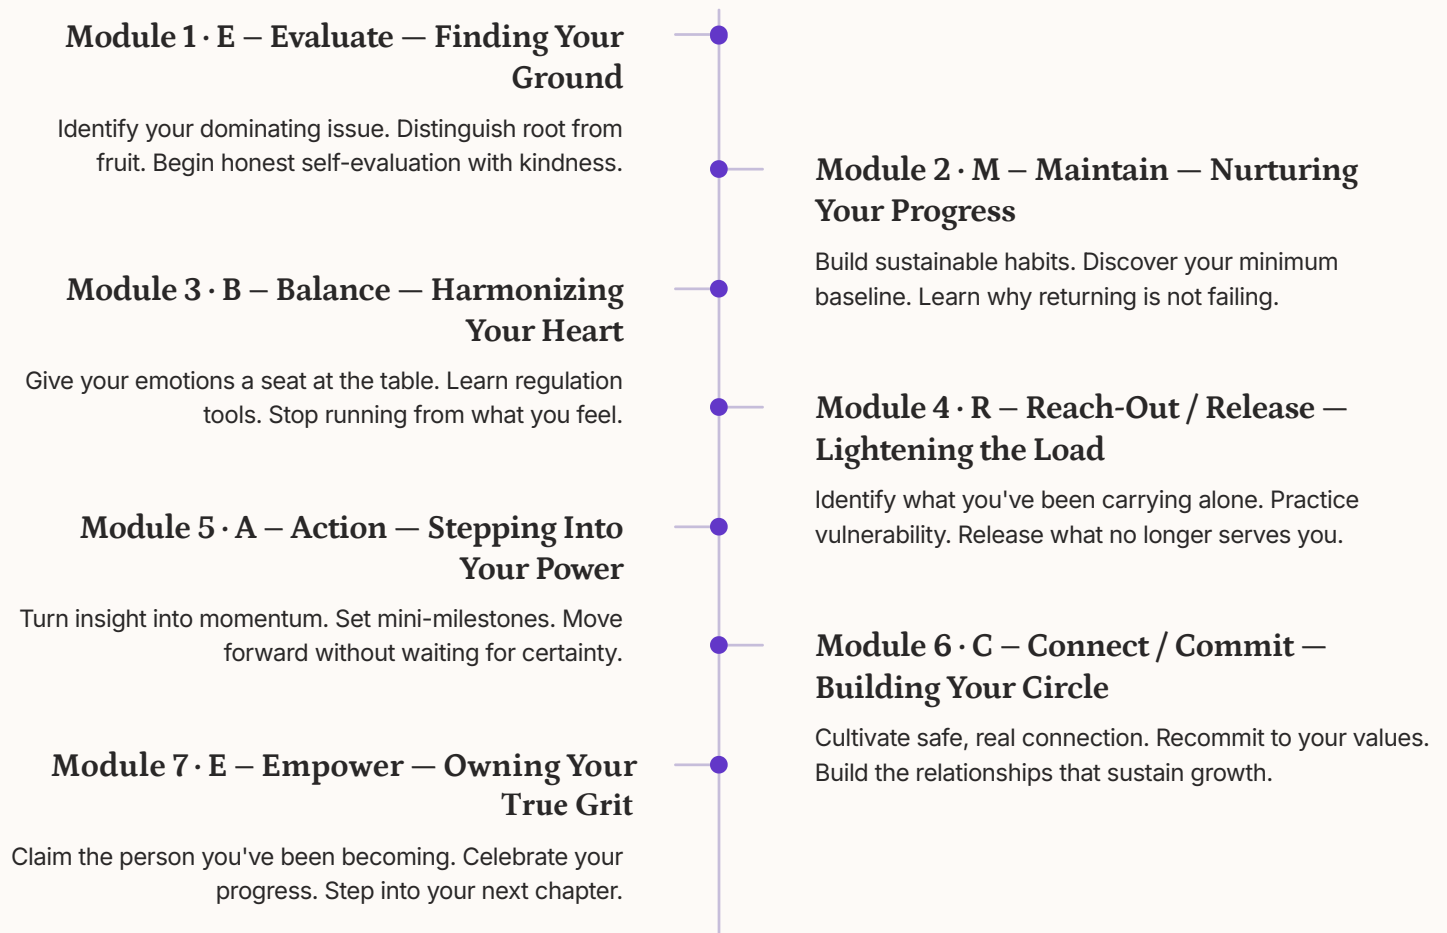 Module 1 · E – Evaluate — Finding Your
Ground
Identify your dominating issue. Distinguish root from
fruit. Begin honest self-evaluation with kindness.
Module 2 · M – Maintain — Nurturing
Your Progress
Build sustainable habits. Discover your minimum
baseline. Learn why returning is not failing.
Module 3 · B – Balance — Harmonizing
Your Heart
Give your emotions a seat at the table. Learn regulation
tools. Stop running from what you feel.
Module 4 · R – Reach-Out / Release —
Lightening the Load
Identify what you've been carrying alone. Practice
vulnerability. Release what no longer serves you.
Module 5 · A – Action — Stepping Into
Your Power
Turn insight into momentum. Set mini-milestones. Move
forward without waiting for certainty.
Module 6 · C – Connect / Commit —
Building Your Circle
Cultivate safe, real connection. Recommit to your values.
Build the relationships that sustain growth.
Module 7 · E – Empower — Owning Your
True Grit
Claim the person you've been becoming. Celebrate your
progress. Step into your next chapter.